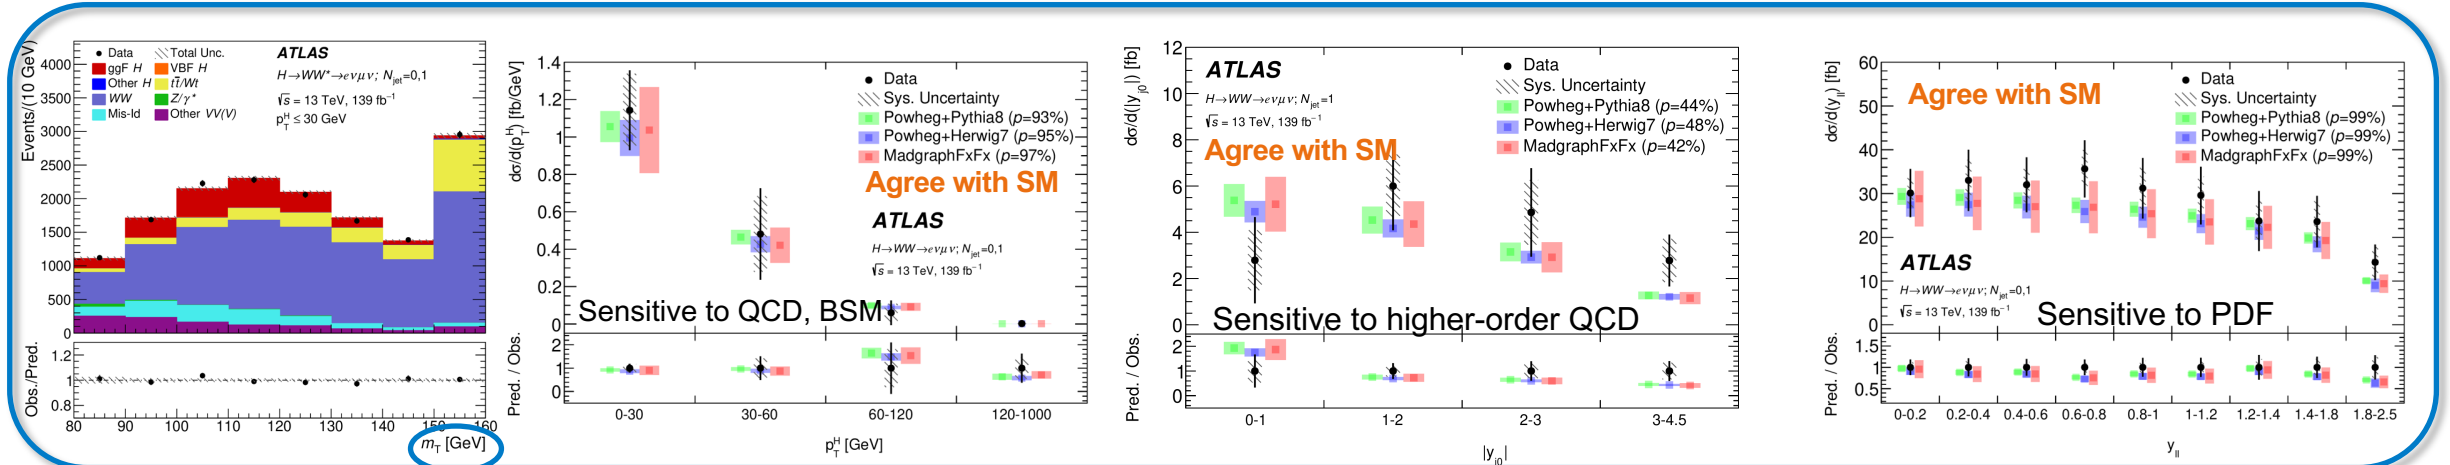 Events/(10 GeV)
4000
3500
3000
2500
2000
1500
1000
500
0
Data
Total Unc.
ggF H
VBF H
Other H
tt̄/Wt
WW
Z/γ*
Mis-Id
Other VV(V)
ATLAS
H→WW*→eνμν; Njet=0,1
√s = 13 TeV, 139 fb⁻¹
pTH ≤ 30 GeV
Obs./Pred.
1.2
1
0.8
80 90 100 110 120 130 140 150 160
mT [GeV]
dσ/d(pTH) [fb/GeV]
1.4
1.2
1
0.8
0.6
0.4
0.2
0
Data
Sys. Uncertainty
Powheg+Pythia8 (p=93%)
Powheg+Herwig7 (p=95%)
MadgraphFxFx (p=97%)
Agree with SM
ATLAS
H→WW→eνμν; Njet=0,1
√s = 13 TeV, 139 fb⁻¹
Sensitive to QCD, BSM
Pred. / Obs.
2
1
0
0-30 30-60 60-120 120-1000
pTH [GeV]
dσ/d(|yj0|) [fb]
12
10
8
6
4
2
0
ATLAS
H→WW→eνμν; Njet=1
√s = 13 TeV, 139 fb⁻¹
Agree with SM
Data
Sys. Uncertainty
Powheg+Pythia8 (p=44%)
Powheg+Herwig7 (p=48%)
MadgraphFxFx (p=42%)
Sensitive to higher-order QCD
Pred. / Obs.
2
1
0
0-1 1-2 2-3 3-4.5
|yj0|
dσ/d(yll) [fb]
60
50
40
30
20
10
0
Agree with SM
Data
Sys. Uncertainty
Powheg+Pythia8 (p=99%)
Powheg+Herwig7 (p=99%)
MadgraphFxFx (p=99%)
ATLAS
H→WW→eνμν; Njet=0,1
√s = 13 TeV, 139 fb⁻¹
Sensitive to PDF
Pred. / Obs.
1.5
1
0.5
0-0.2 0.2-0.4 0.4-0.6 0.6-0.8 0.8-1 1-1.2 1.2-1.4 1.4-1.8 1.8-2.5
yll